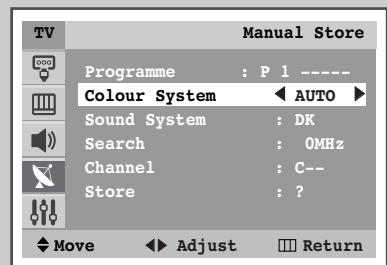 TV Manual Store
Programme : P 1 -----
Colour System ◀ AUTO ▶
Sound System : DK
Search : 0MHz
Channel : C--
Store : ?
Move Adjust Return